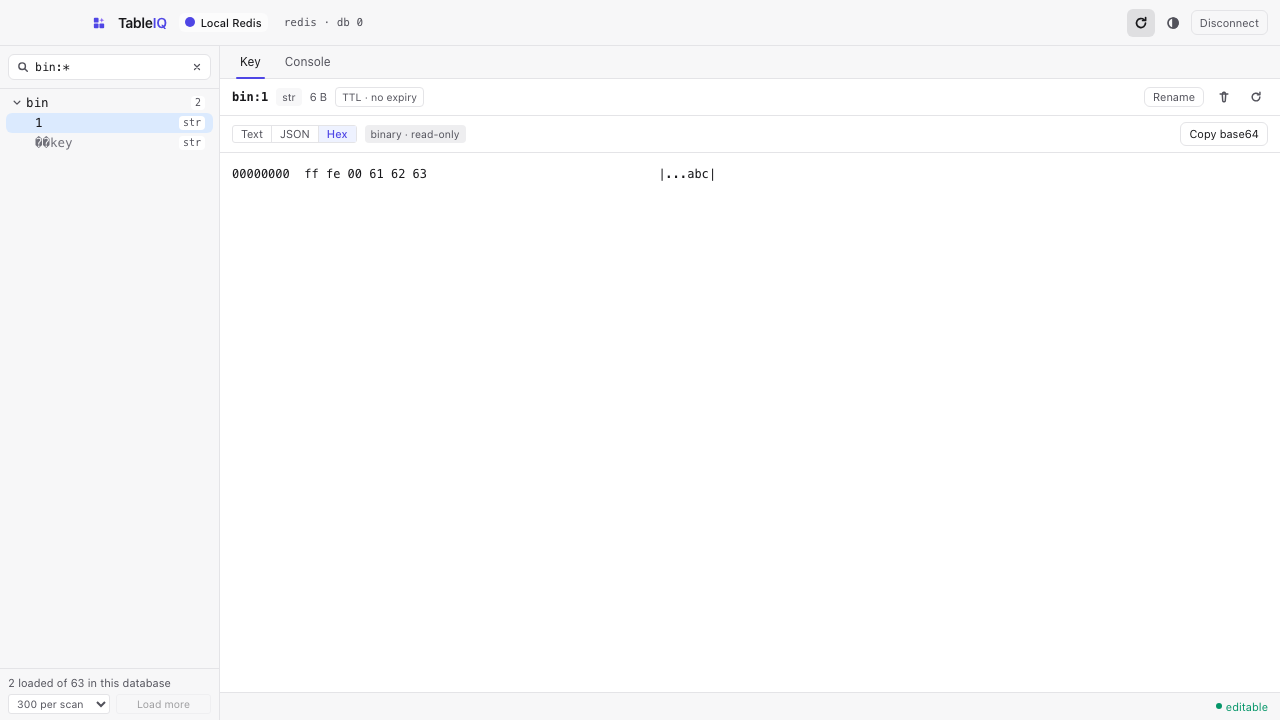 TableIQ Local Redis redis · db 0 Disconnect
bin:*
Key Console
bin 2
1 str
��key str
bin:1 str 6 B TTL · no expiry Rename
Text JSON Hex binary · read-only Copy base64
00000000 ff fe 00 61 62 63 |...abc|
2 loaded of 63 in this database
300 per scan Load more
editable